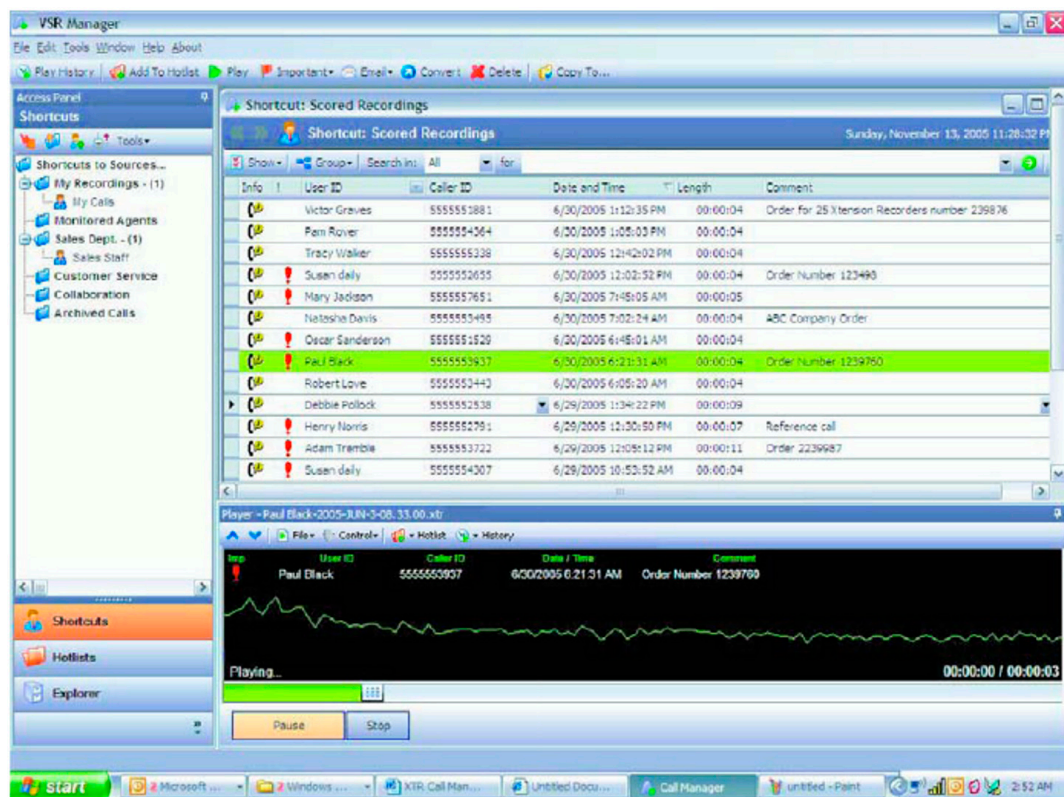 VSR Manager
File Edit Tools Window Help About
Play History Add To Hotlist Play Important Email Convert Delete Copy To...
Access Panel
Shortcuts
Tools
Shortcuts to Sources...
My Recordings - (1)
My Calls
Monitored Agents
Sales Dept. - (1)
Sales Staff
Customer Service
Collaboration
Archived Calls
Shortcuts
Hotlists
Explorer
Shortcut: Scored Recordings
Shortcut: Scored Recordings Sunday, November 13, 2005 11:28:32 PM
Show Group Search in: All for
Info ! User ID Caller ID Date and Time Length Comment
Victor Graves 5555551881 6/30/2005 1:12:35 PM 00:00:04 Order for 25 Xtension Recorders number 239876
Pam Rover 5555554364 6/30/2005 1:05:03 PM 00:00:04
Tracy Walker 5555555338 6/30/2005 12:42:02 PM 00:00:04
Susan daily 5555552655 6/30/2005 12:02:52 PM 00:00:04 Order Number 123498
Mary Jackson 5555557651 6/30/2005 7:45:05 AM 00:00:05
Natasha Davis 5555553495 6/30/2005 7:02:24 AM 00:00:04 ABC Company Order
Oscar Sanderson 5555551529 6/30/2005 6:45:01 AM 00:00:04
Paul Black 5555553937 6/30/2005 6:21:31 AM 00:00:04 Order Number 1239760
Robert Love 5555553443 6/30/2005 6:05:20 AM 00:00:04
Debbie Pollock 5555552538 6/29/2005 1:34:22 PM 00:00:09
Henry Norris 5555552791 6/29/2005 12:30:50 PM 00:00:07 Reference call
Adam Tremble 5555553722 6/29/2005 12:05:12 PM 00:00:11 Order 2239987
Susan daily 5555554307 6/29/2005 10:53:52 AM 00:00:04
Player - Paul Black-2005-JUN-3-08.33.00.xtr
File Control Hotlist History
Imp User ID Caller ID Date / Time Comment
Paul Black 5555553937 6/30/2005 6:21:31 AM Order Number 1239760
Playing... 00:00:00 / 00:00:03
Pause Stop
start 2 Microsoft ... 2 Windows ... XTR Call Man... Untitled Docu... Call Manager untitled - Paint 2:52 AM